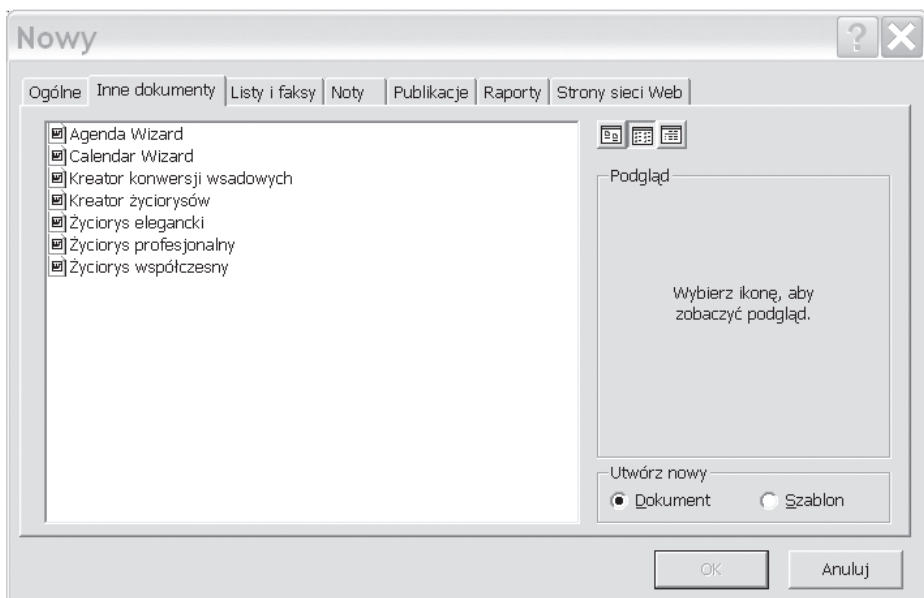 Nowy
Ogólne Inne dokumenty Listy i faksy Noty Publikacje Raporty Strony sieci Web
Agenda Wizard
Calendar Wizard
Kreator konwersji wsadowych
Kreator życiorysów
Życiorys elegancki
Życiorys profesjonalny
Życiorys współczesny
Podgląd
Wybierz ikonę, aby
zobaczyć podgląd.
Utwórz nowy
Dokument Szablon
OK Anuluj